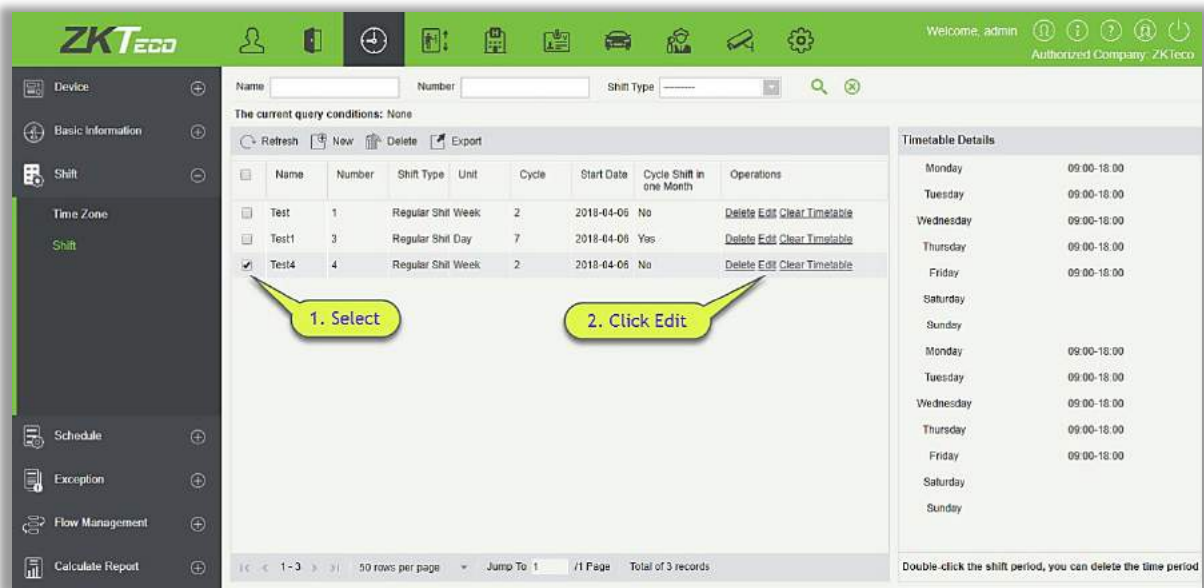 ZKTECO
Welcome, admin
Authorized Company: ZKTeco
Device
Basic Information
Shift
Time Zone
Shift
Schedule
Exception
Flow Management
Calculate Report
Name Number Shift Type ---------
The current query conditions: None
Refresh New Delete Export
Name Number Shift Type Unit Cycle Start Date Cycle Shift in one Month Operations
Test 1 Regular Shif Week 2 2018-04-06 No Delete Edit Clear Timetable
Test1 3 Regular Shif Day 7 2018-04-06 Yes Delete Edit Clear Timetable
Test4 4 Regular Shif Week 2 2018-04-06 No Delete Edit Clear Timetable
1. Select
2. Click Edit
1-3 50 rows per page Jump To 1 /1 Page Total of 3 records
Timetable Details
Monday 09:00-18:00
Tuesday 09:00-18:00
Wednesday 09:00-18:00
Thursday 09:00-18:00
Friday 09:00-18:00
Saturday
Sunday
Monday 09:00-18:00
Tuesday 09:00-18:00
Wednesday 09:00-18:00
Thursday 09:00-18:00
Friday 09:00-18:00
Saturday
Sunday
Double-click the shift period, you can delete the time period